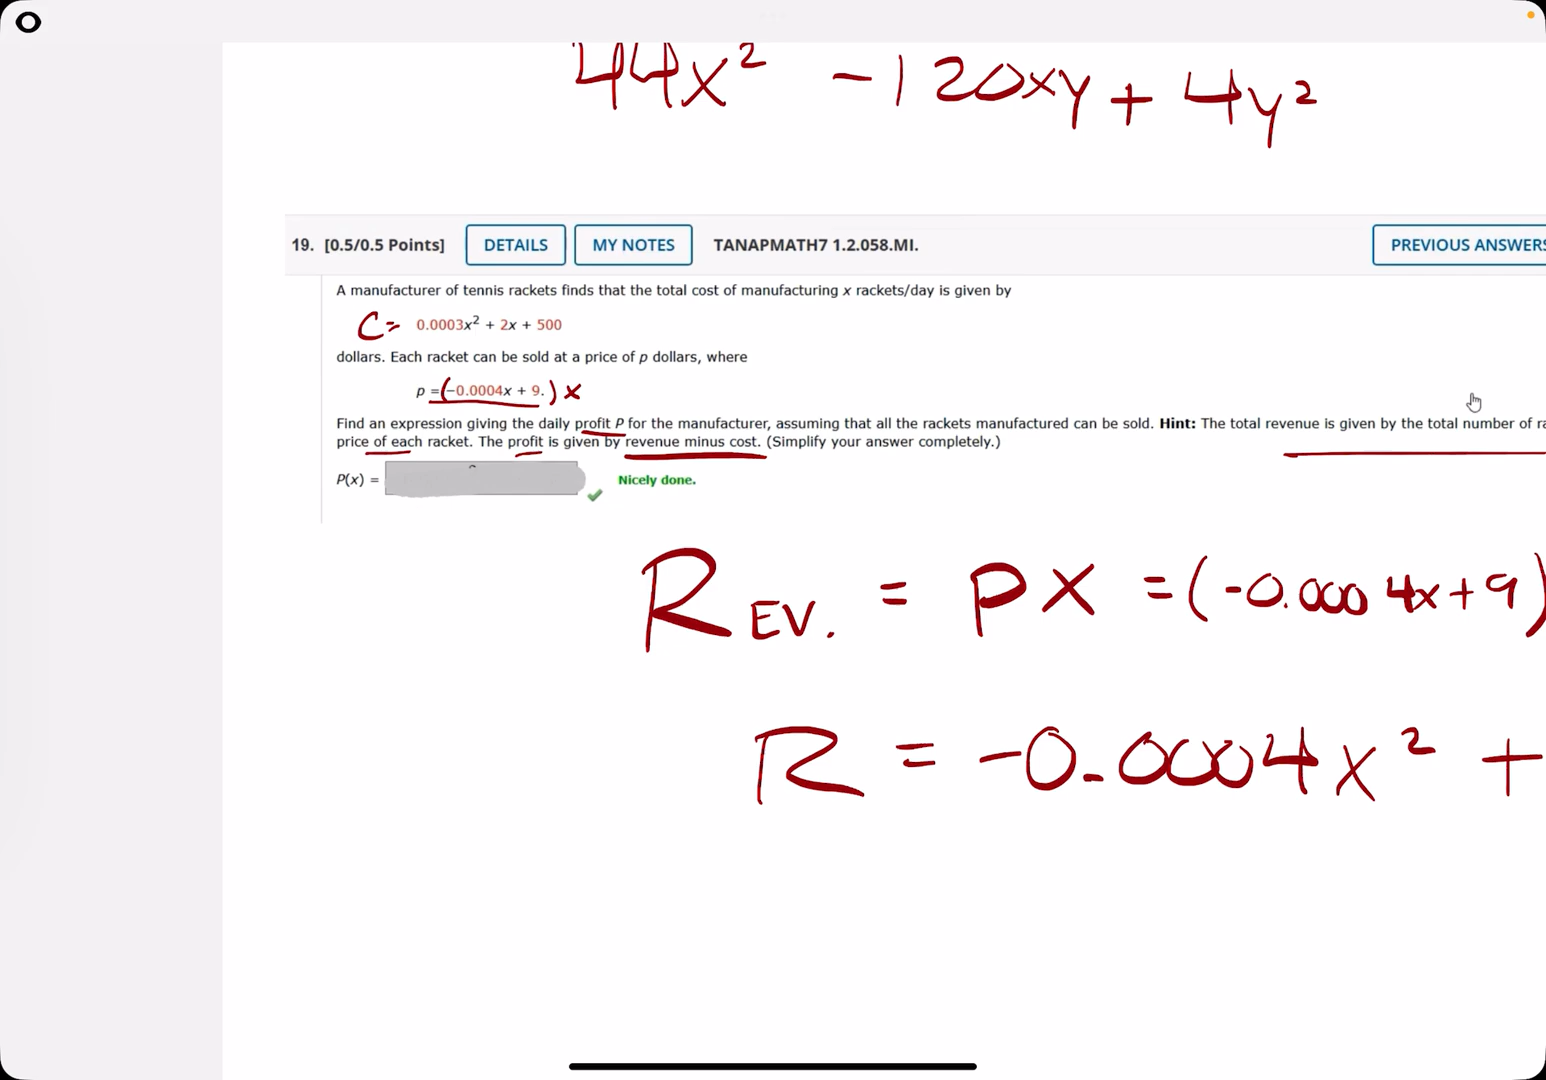 44x² - 120xy + 4y²
19. [0.5/0.5 Points] DETAILS MY NOTES TANAPMATH7 1.2.058.MI. PREVIOUS ANSWERS
A manufacturer of tennis rackets finds that the total cost of manufacturing x rackets/day is given by
C= 0.0003x² + 2x + 500
dollars. Each racket can be sold at a price of p dollars, where
p =(-0.0004x + 9.) x
Find an expression giving the daily profit P for the manufacturer, assuming that all the rackets manufactured can be sold. Hint: The total revenue is given by the total number of
price of each racket. The profit is given by revenue minus cost. (Simplify your answer completely.)
P(x) = Nicely done.
REV. = PX = (-0.0004x+9)
R = -0.0004x² +